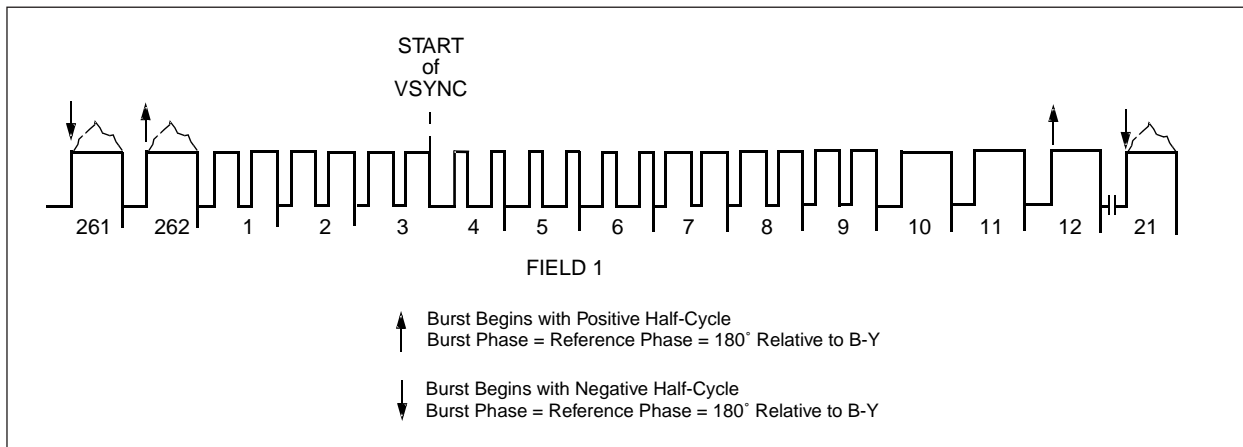 START
of
VSYNC
261 262 1 2 3 4 5 6 7 8 9 10 11 12 21
FIELD 1
Burst Begins with Positive Half-Cycle
Burst Phase = Reference Phase = 180° Relative to B-Y
Burst Begins with Negative Half-Cycle
Burst Phase = Reference Phase = 180° Relative to B-Y